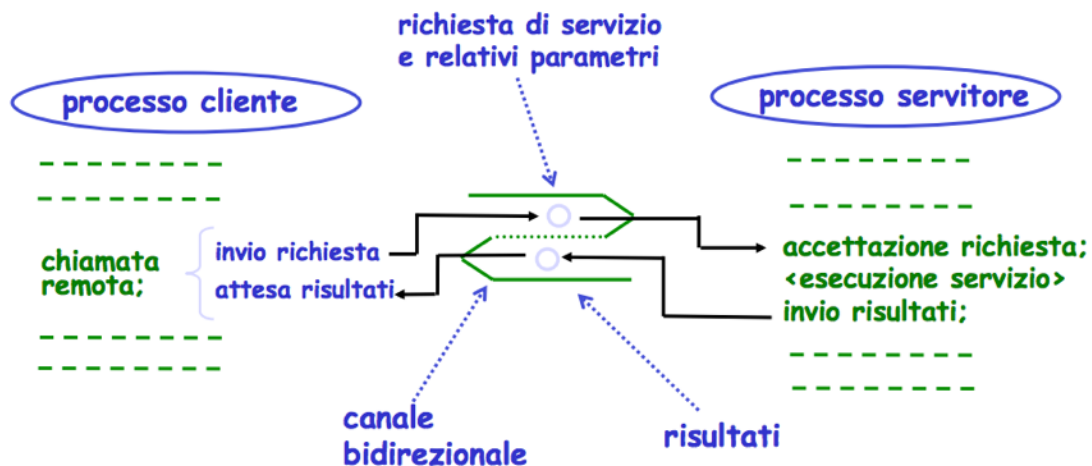 richiesta di servizio
e relativi parametri
processo cliente
processo servitore
chiamata
remota;
invio richiesta
attesa risultati
accettazione richiesta;
<esecuzione servizio>
invio risultati;
canale
bidirezionale
risultati